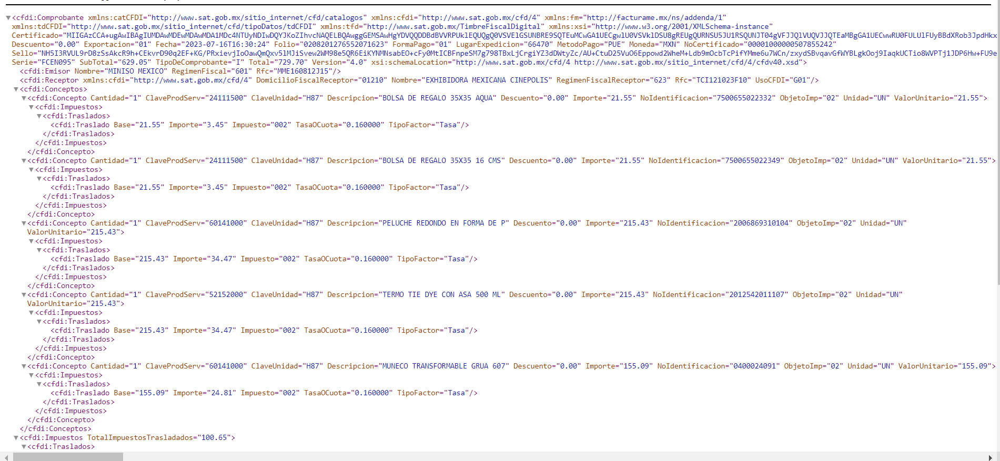 <cfdi:Comprobante xmlns:catCFDI="http://www.sat.gob.mx/sitio_internet/cfd/catalogos" xmlns:cfdi="http://www.sat.gob.mx/cfd/4" xmlns:fm="http://facturame.mx/ns/addenda/1"
xmlns:tdCFDI="http://www.sat.gob.mx/sitio_internet/cfd/tipoDatos/tdCFDI" xmlns:tfd="http://www.sat.gob.mx/TimbreFiscalDigital" xmlns:xsi="http://www.w3.org/2001/XMLSchema-instance"
Descuento="0.00" Exportacion="01" Fecha="2023-07-16T16:30:24" Folio="0208201276552071623" FormaPago="01" LugarExpedicion="66470" MetodoPago="PUE" Moneda="MXN" NoCertificado="00001000000507855242"
Serie="FCEN095" SubTotal="629.05" TipoDeComprobante="I" Total="729.70" Version="4.0" xsi:schemaLocation="http://www.sat.gob.mx/cfd/4 http://www.sat.gob.mx/sitio_internet/cfd/4/cfdv40.xsd">
<cfdi:Emisor Nombre="MINISO MEXICO" RegimenFiscal="601" Rfc="MME160812J15"/>
<cfdi:Receptor xmlns:cfdi="http://www.sat.gob.mx/cfd/4" DomicilioFiscalReceptor="01210" Nombre="EXHIBIDORA MEXICANA CINEPOLIS" RegimenFiscalReceptor="623" Rfc="TCI121023F10" UsoCFDI="G01"/>
<cfdi:Conceptos>
<cfdi:Concepto Cantidad="1" ClaveProdServ="24111500" ClaveUnidad="H87" Descripcion="BOLSA DE REGALO 35X35 AQUA" Descuento="0.00" Importe="21.55" NoIdentificacion="7500655022332" ObjetoImp="02" Unidad="UN" ValorUnitario="21.55">
<cfdi:Impuestos>
<cfdi:Traslados>
<cfdi:Traslado Base="21.55" Importe="3.45" Impuesto="002" TasaOCuota="0.160000" TipoFactor="Tasa"/>
</cfdi:Traslados>
</cfdi:Impuestos>
</cfdi:Concepto>
<cfdi:Concepto Cantidad="1" ClaveProdServ="24111500" ClaveUnidad="H87" Descripcion="BOLSA DE REGALO 35X35 16 CMS" Descuento="0.00" Importe="21.55" NoIdentificacion="7500655022349" ObjetoImp="02" Unidad="UN" ValorUnitario="21.55">
<cfdi:Impuestos>
<cfdi:Traslados>
<cfdi:Traslado Base="21.55" Importe="3.45" Impuesto="002" TasaOCuota="0.160000" TipoFactor="Tasa"/>
</cfdi:Traslados>
</cfdi:Impuestos>
</cfdi:Concepto>
<cfdi:Concepto Cantidad="1" ClaveProdServ="60141000" ClaveUnidad="H87" Descripcion="PELUCHE REDONDO EN FORMA DE P" Descuento="0.00" Importe="215.43" NoIdentificacion="2006869310104" ObjetoImp="02" Unidad="UN"
ValorUnitario="215.43">
<cfdi:Impuestos>
<cfdi:Traslados>
<cfdi:Traslado Base="215.43" Importe="34.47" Impuesto="002" TasaOCuota="0.160000" TipoFactor="Tasa"/>
</cfdi:Traslados>
</cfdi:Impuestos>
</cfdi:Concepto>
<cfdi:Concepto Cantidad="1" ClaveProdServ="52152000" ClaveUnidad="H87" Descripcion="TERMO TIE DYE CON ASA 500 ML" Descuento="0.00" Importe="215.43" NoIdentificacion="2012542011107" ObjetoImp="02" Unidad="UN"
ValorUnitario="215.43">
<cfdi:Impuestos>
<cfdi:Traslados>
<cfdi:Traslado Base="215.43" Importe="34.47" Impuesto="002" TasaOCuota="0.160000" TipoFactor="Tasa"/>
</cfdi:Traslados>
</cfdi:Impuestos>
</cfdi:Concepto>
<cfdi:Concepto Cantidad="1" ClaveProdServ="60141000" ClaveUnidad="H87" Descripcion="MUNECO TRANSFORMABLE GRUA 607" Descuento="0.00" Importe="155.09" NoIdentificacion="0400024091" ObjetoImp="02" Unidad="UN" ValorUnitario="155.09">
<cfdi:Impuestos>
<cfdi:Traslados>
<cfdi:Traslado Base="155.09" Importe="24.81" Impuesto="002" TasaOCuota="0.160000" TipoFactor="Tasa"/>
</cfdi:Traslados>
</cfdi:Impuestos>
</cfdi:Concepto>
</cfdi:Conceptos>
<cfdi:Impuestos TotalImpuestosTrasladados="100.65">
<cfdi:Traslados>